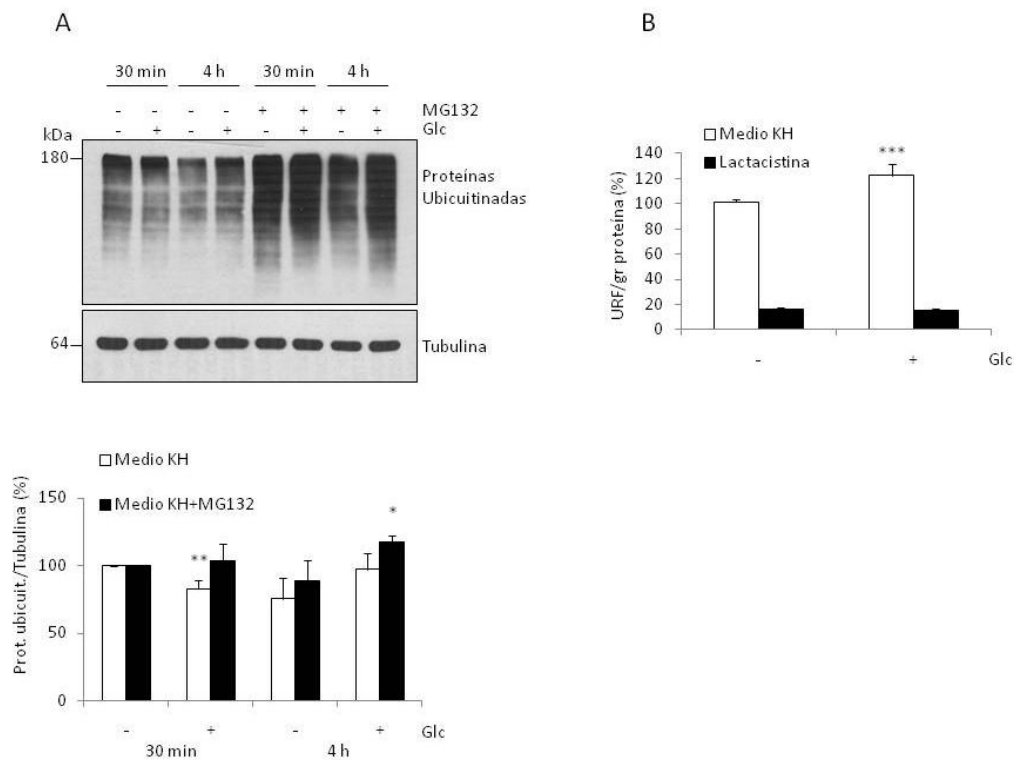 A
30 min 4 h 30 min 4 h
- - - - + + + + MG132
- + - + - + - + Glc
kDa
180
Proteínas
Ubicuitinadas
64
Tubulina
Medio KH
Medio KH+MG132
Prot. ubicuit./Tubulina (%)
150
100
50
0
** *
- + - + Glc
30 min 4 h
B
Medio KH
Lactacistina
***
URF/gr proteína (%)
140
120
100
80
60
40
20
0
- + Glc